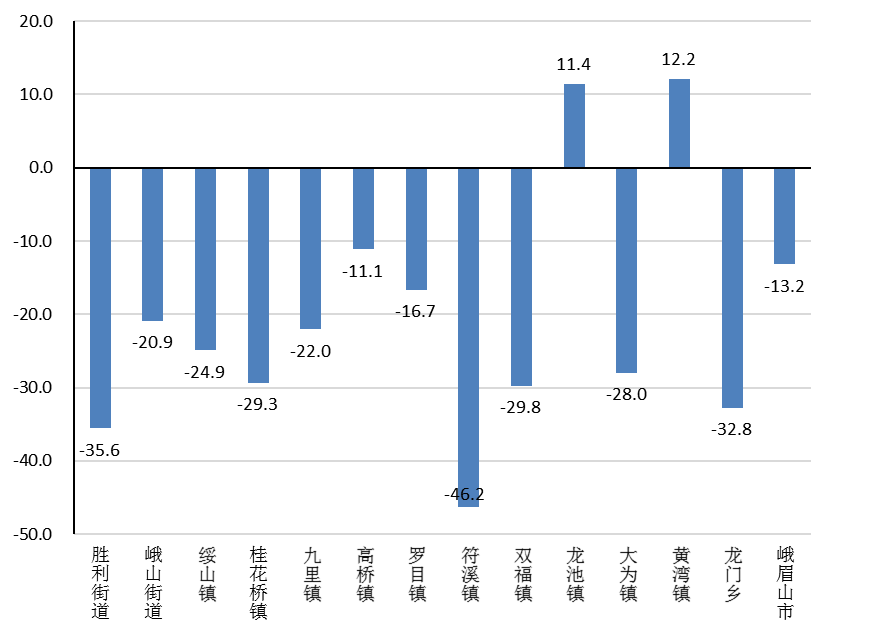 20.0
10.0
0.0
-10.0
-20.0
-30.0
-40.0
-50.0
-35.6
-20.9
-24.9
-29.3
-22.0
-11.1
-16.7
-46.2
-29.8
11.4
-28.0
12.2
-32.8
-13.2
胜利街道
峨山街道
绥山镇
桂花桥镇
九里镇
高桥镇
罗目镇
符溪镇
双福镇
龙池镇
大为镇
黄湾镇
龙门乡
峨眉山市